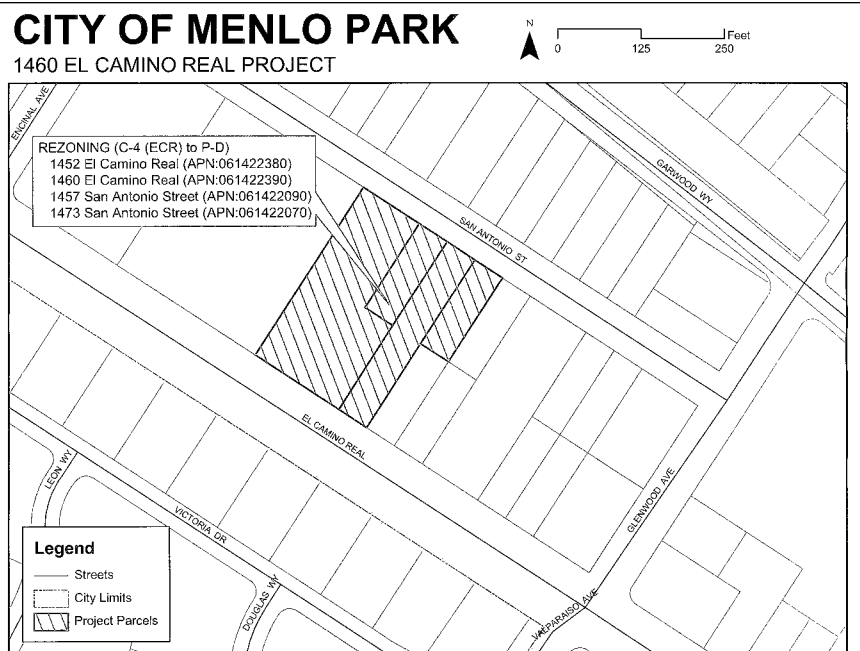 CITY OF MENLO PARK
1460 EL CAMINO REAL PROJECT
N
Feet
0 125 250
ENCINAL AVE
REZONING (C-4 (ECR) to P-D)
1452 El Camino Real (APN:061422380)
1460 El Camino Real (APN:061422390)
1457 San Antonio Street (APN:061422090)
1473 San Antonio Street (APN:061422070)
GARWOOD WY
SAN ANTONIO ST
EL CAMINO REAL
LEON WY
VICTORIA DR
GLENWOOD AVE
DOUGLAS WY
VALPARAISO AVE
Legend
Streets
City Limits
Project Parcels